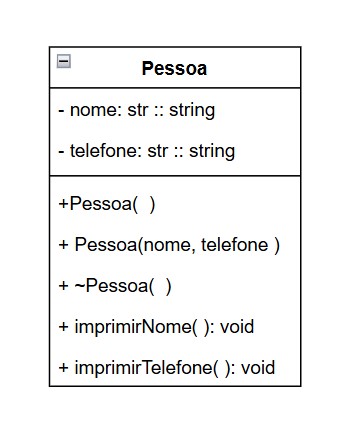 Pessoa
- nome: str :: string
- telefone: str :: string
+Pessoa(  )
+ Pessoa(nome, telefone )
+ ~Pessoa(  )
+ imprimirNome( ): void
+ imprimirTelefone( ): void